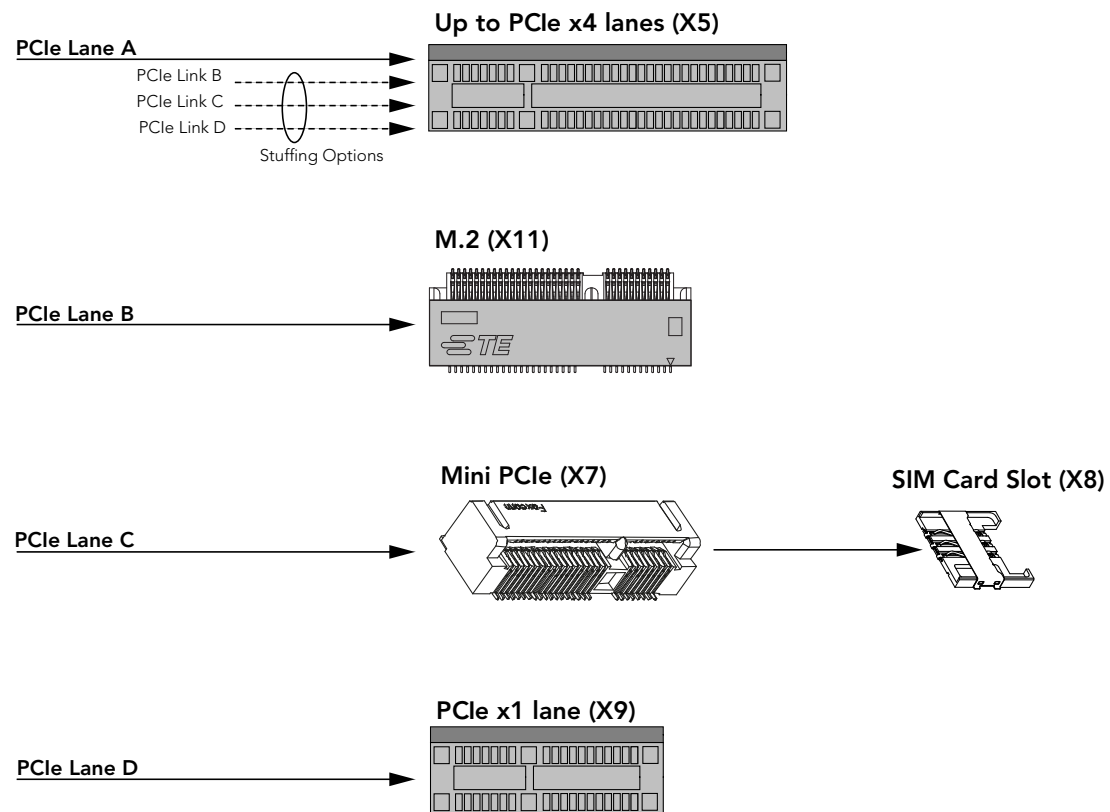 Up to PCIe x4 lanes (X5)
PCIe Lane A
PCIe Link B
PCIe Link C
PCIe Link D
Stuffing Options
M.2 (X11)
PCIe Lane B
TE
Mini PCIe (X7)
SIM Card Slot (X8)
Foxconn
PCIe Lane C
PCIe x1 lane (X9)
PCIe Lane D